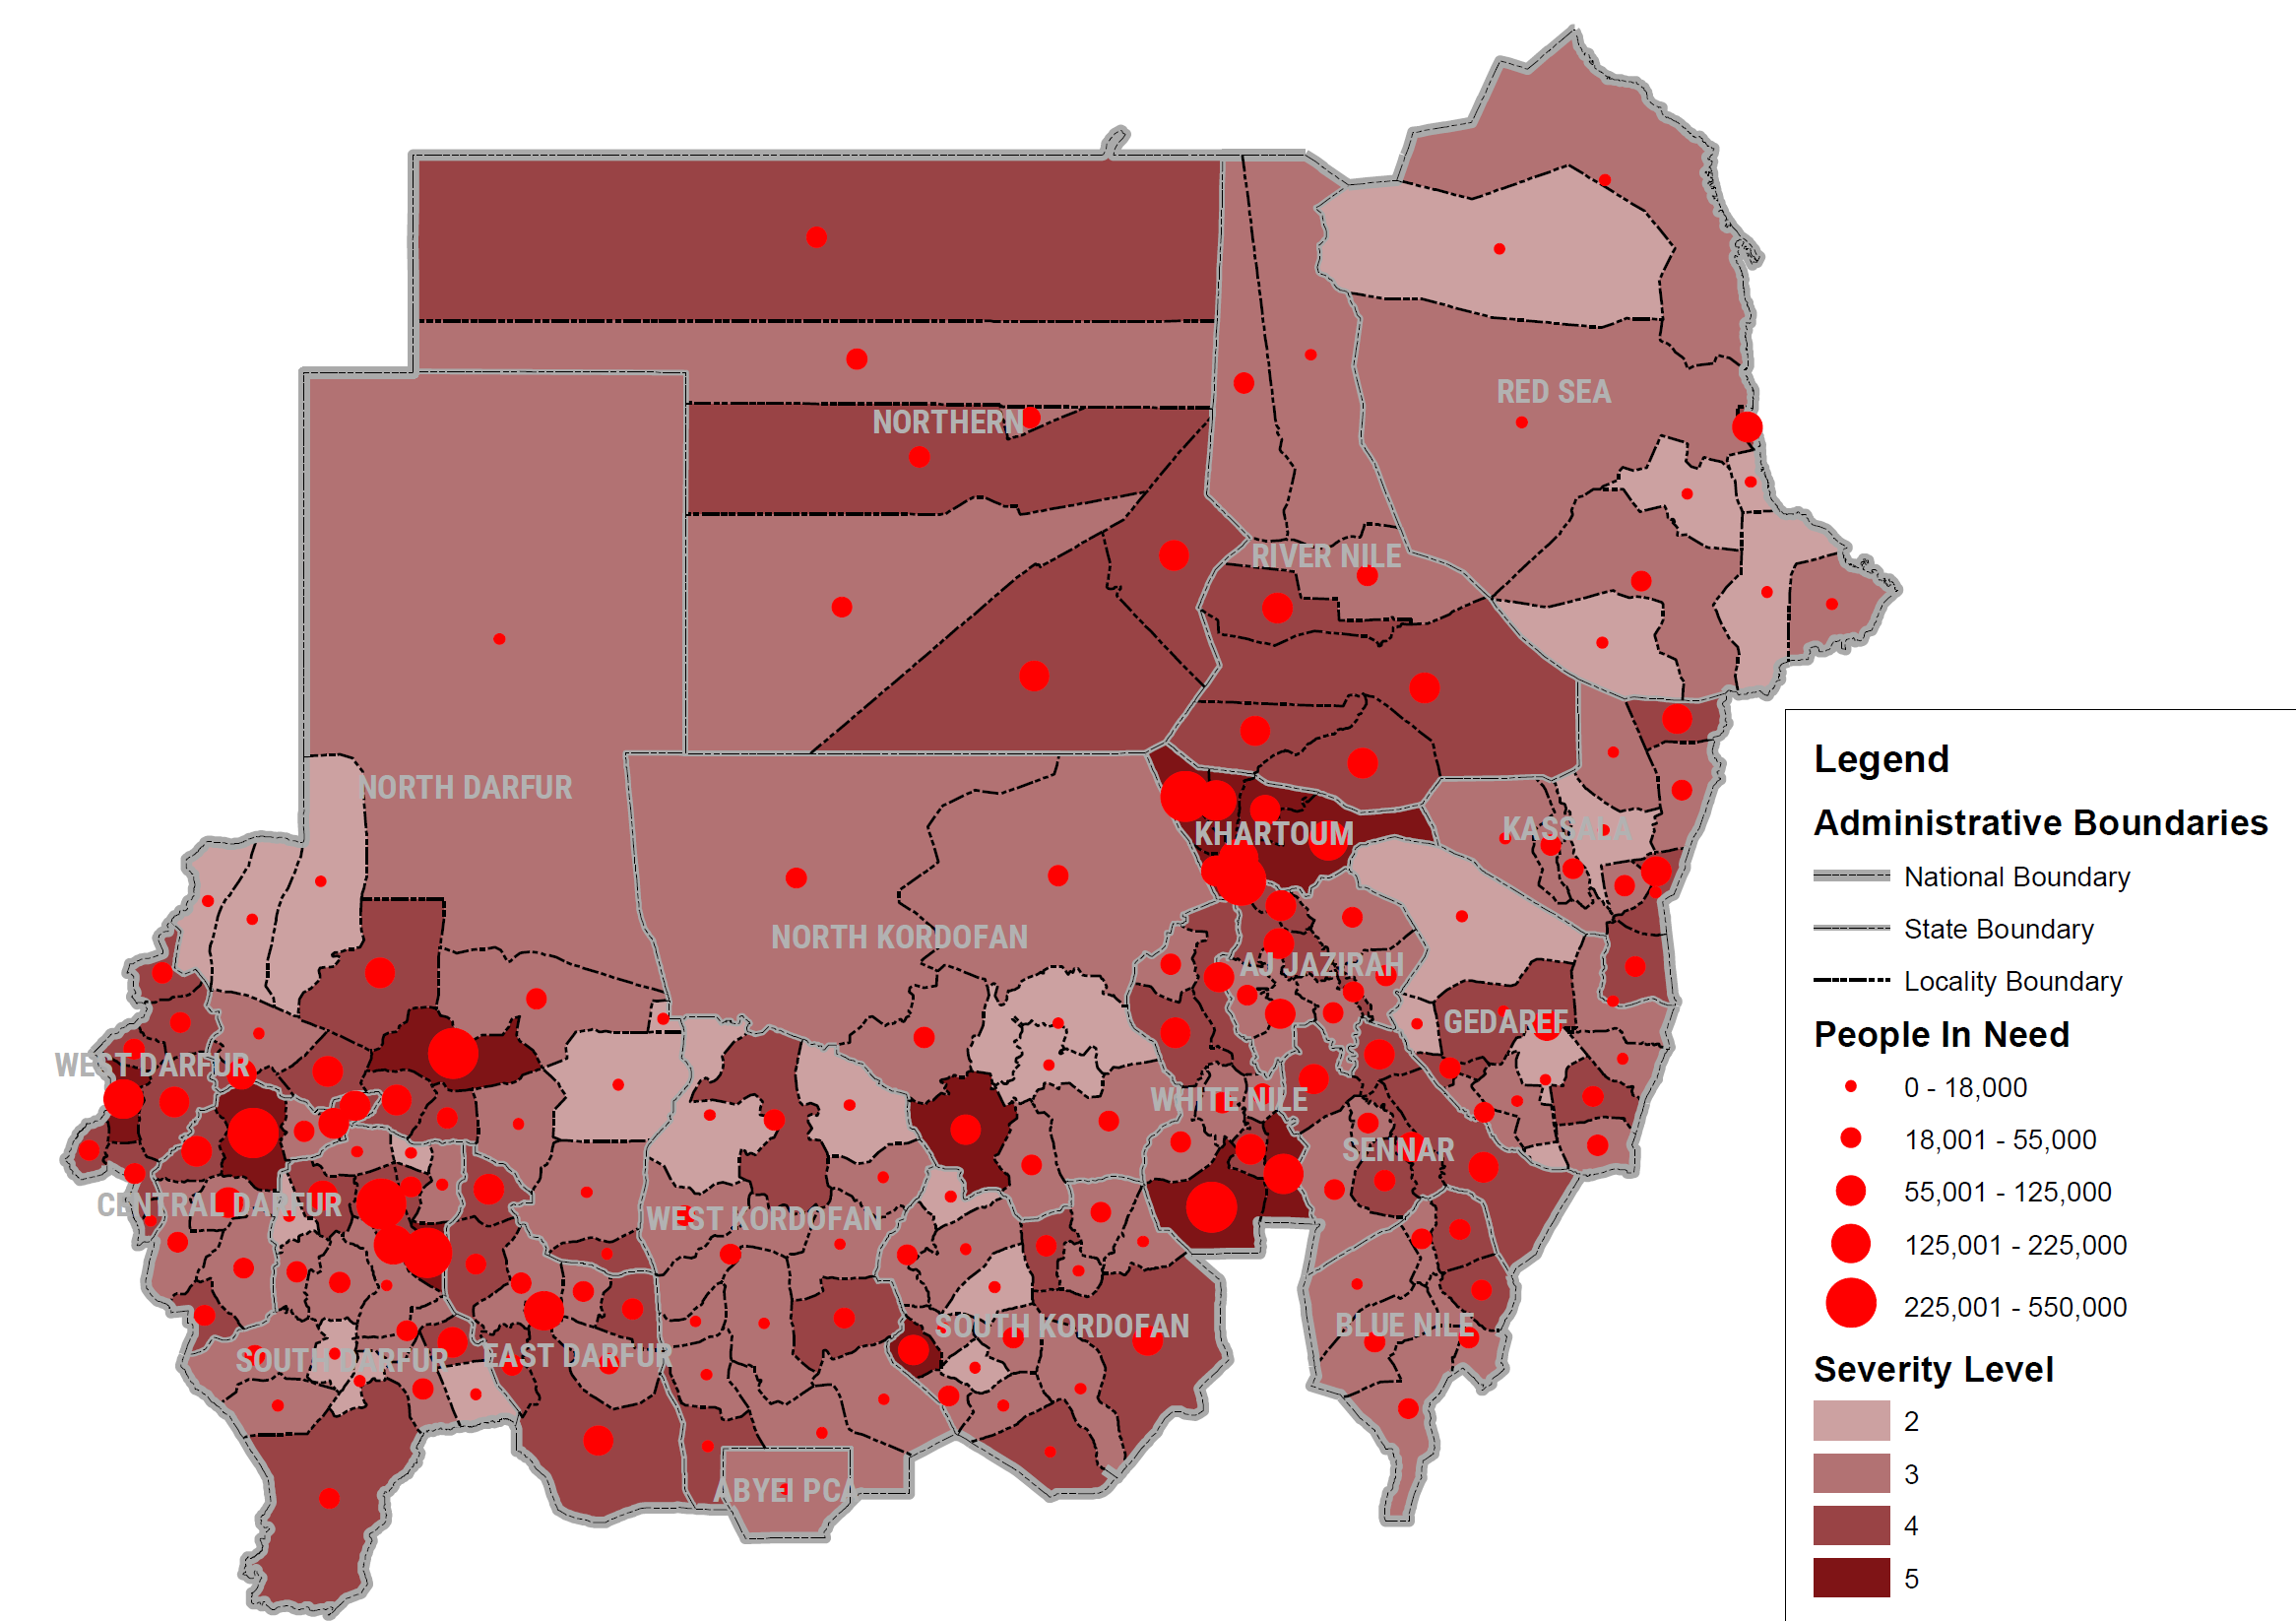 NORTHERN
RED SEA
RIVER NILE
NORTH DARFUR
KHARTOUM
KASSALA
NORTH KORDOFAN
AJ JAZIRAH
GEDAREF
WEST DARFUR
WHITE NILE
SENNAR
CENTRAL DARFUR
WEST KORDOFAN
SOUTH KORDOFAN
BLUE NILE
SOUTH DARFUR
EAST DARFUR
ABYEI PCA
Legend
Administrative Boundaries
National Boundary
State Boundary
Locality Boundary
People In Need
0 - 18,000
18,001 - 55,000
55,001 - 125,000
125,001 - 225,000
225,001 - 550,000
Severity Level
2
3
4
5